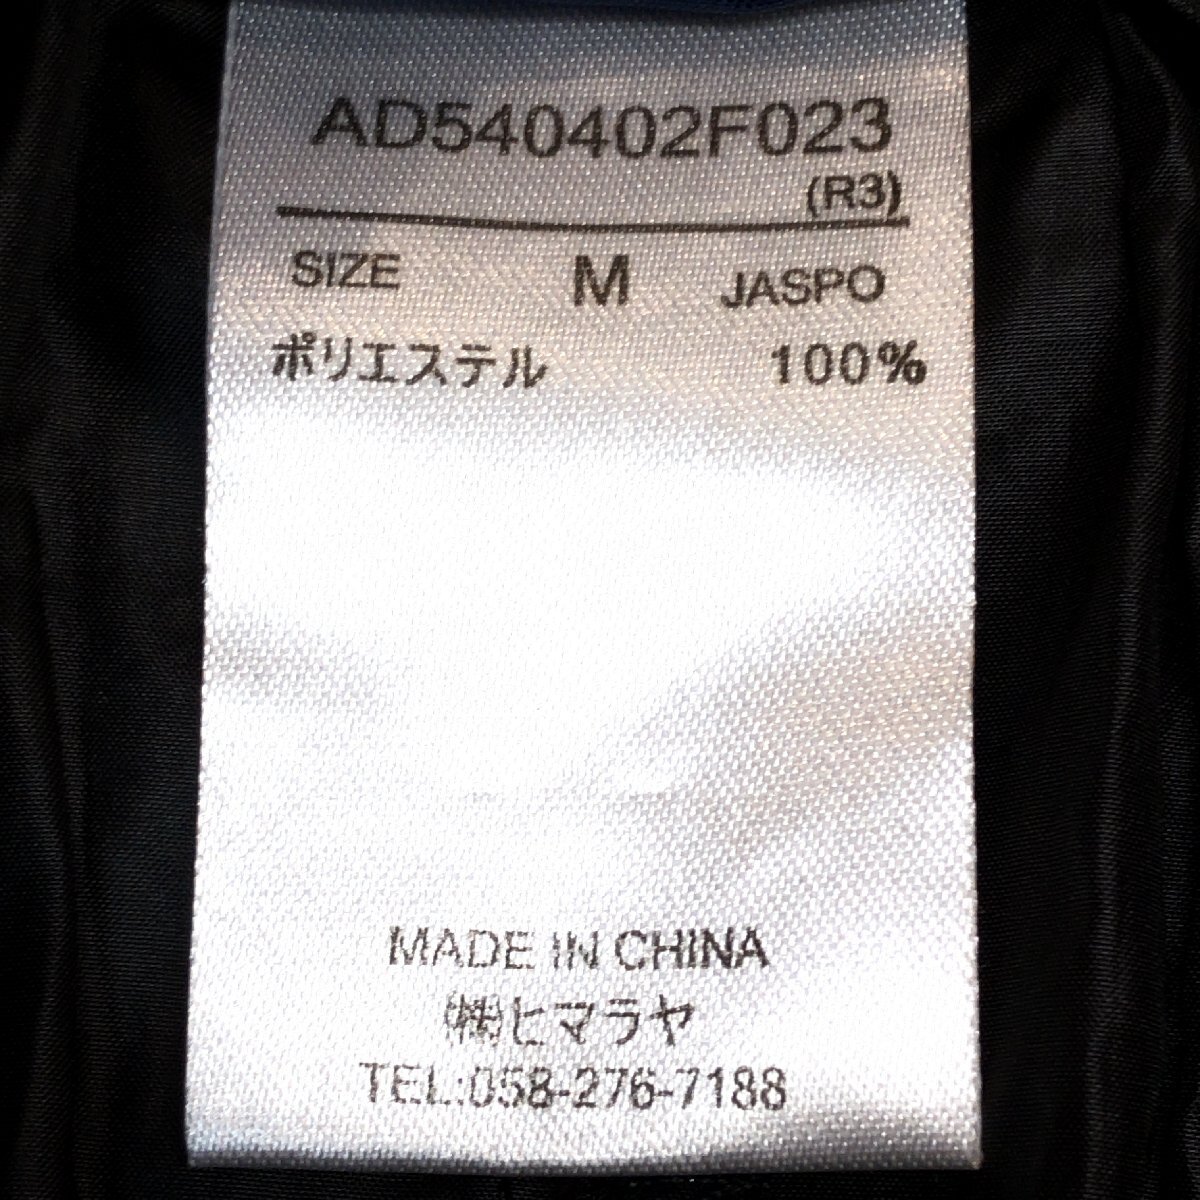 AD540402F023
(R3)
SIZE M JASPO
ポリエステル 100%
MADE IN CHINA
㈱ヒマラヤ
TEL:058-276-7188